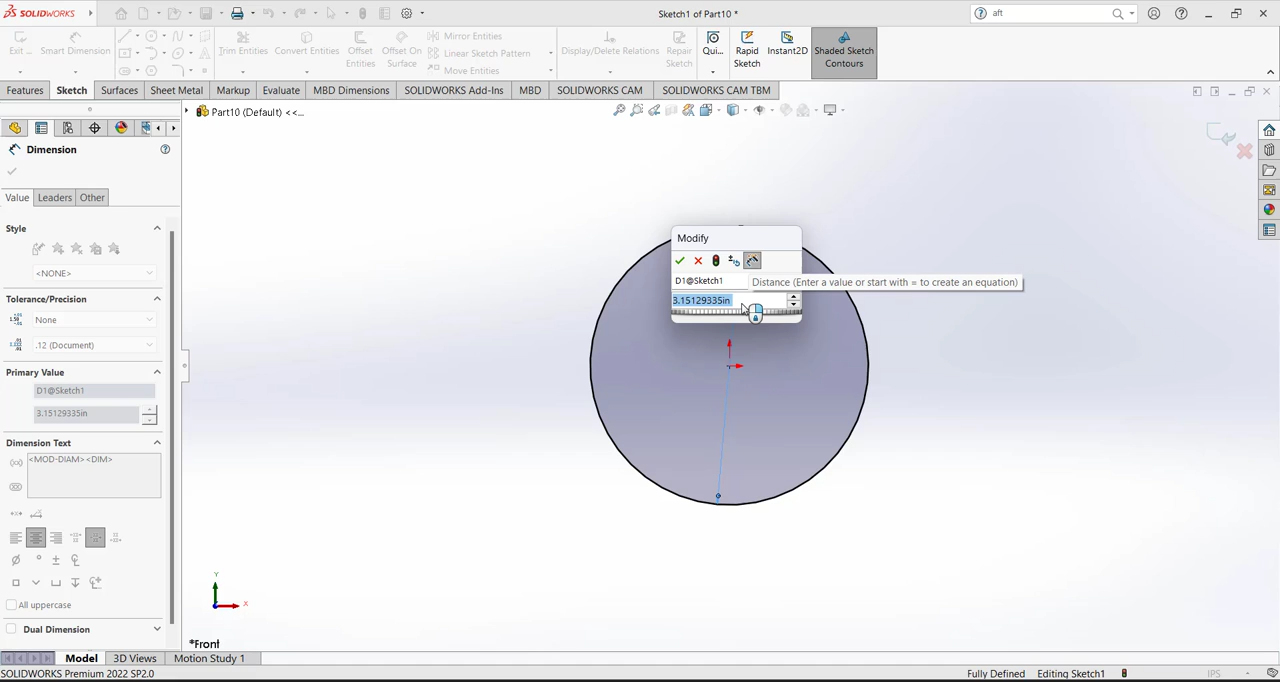 SOLIDWORKS
Sketch1 of Part10 *
aft
Exit ...
Smart Dimension
Trim Entities
Convert Entities
Offset
Entities
Offset On
Surface
Mirror Entities
Linear Sketch Pattern
Move Entities
Display/Delete Relations
Repair
Sketch
Qui...
Rapid
Sketch
Instant2D
Shaded Sketch
Contours
Features
Sketch
Surfaces
Sheet Metal
Markup
Evaluate
MBD Dimensions
SOLIDWORKS Add-Ins
MBD
SOLIDWORKS CAM
SOLIDWORKS CAM TBM
Part10 (Default) <<...
Dimension
Value
Leaders
Other
Style
<NONE>
Tolerance/Precision
None
.12 (Document)
Primary Value
D1@Sketch1
3.15129335in
Dimension Text
<MOD-DIAM> <DIM>
All uppercase
Dual Dimension
Modify
D1@Sketch1
Distance (Enter a value or start with = to create an equation)
3.15129335in
Y
X
*Front
Model
3D Views
Motion Study 1
SOLIDWORKS Premium 2022 SP2.0
Fully Defined
Editing Sketch1
IPS